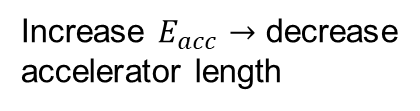 Increase E_acc → decrease
accelerator length